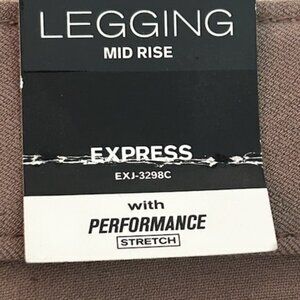 LEGGING
MID RISE
EXPRESS
EXJ-3298C
with
PERFORMANCE
STRETCH